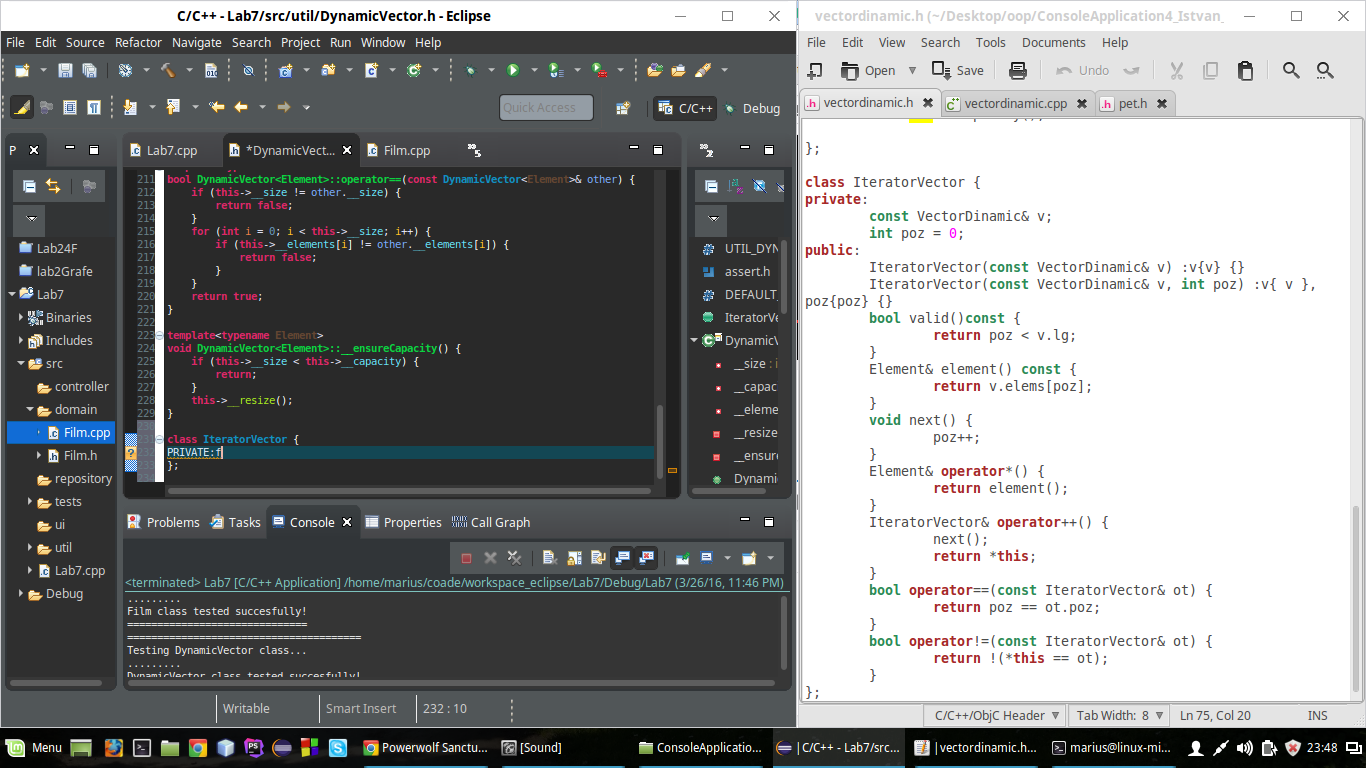 C/C++ - Lab7/src/util/DynamicVector.h - Eclipse
File Edit Source Refactor Navigate Search Project Run Window Help
Quick Access
C/C++
Debug
P
Lab24F
lab2Grafe
Lab7
Binaries
Includes
src
controller
domain
Film.cpp
Film.h
repository
tests
ui
util
Lab7.cpp
Debug
Lab7.cpp
*DynamicVect...
Film.cpp
5
211 bool DynamicVector<Element>::operator==(const DynamicVector<Element>& other) {
212 if (this->__size != other.__size) {
213 return false;
214 }
215 for (int i = 0; i < this->__size; i++) {
216 if (this->__elements[i] != other.__elements[i]) {
217 return false;
218 }
219 }
220 return true;
221 }
222
223 template<typename Element>
224 void DynamicVector<Element>::__ensureCapacity() {
225 if (this->__size < this->__capacity) {
226 return;
227 }
228 this->__resize();
229 }
230
231 class IteratorVector {
232 PRIVATE:f
233 };
2
UTIL_DYN
assert.h
DEFAULT_
IteratorVe
DynamicV
__size : i
__capac
__eleme
__resize
__ensu
Dynami
Problems
Tasks
Console
Properties
Call Graph
<terminated> Lab7 [C/C++ Application] /home/marius/coade/workspace_eclipse/Lab7/Debug/Lab7 (3/26/16, 11:46 PM)
.........
Film class tested succesfully!
==============================
=======================================
Testing DynamicVector class...
.........
DynamicVector class tested succesfully!
Writable
Smart Insert
232 : 10
vectordinamic.h (~/Desktop/oop/ConsoleApplication4_Istvan_
File Edit View Search Tools Documents Help
Open
Save
Undo
vectordinamic.h
vectordinamic.cpp
pet.h
};
class IteratorVector {
private:
const VectorDinamic& v;
int poz = 0;
public:
IteratorVector(const VectorDinamic& v) :v{v} {}
IteratorVector(const VectorDinamic& v, int poz) :v{ v },
poz{poz} {}
bool valid()const {
return poz < v.lg;
}
Element& element() const {
return v.elems[poz];
}
void next() {
poz++;
}
Element& operator*() {
return element();
}
IteratorVector& operator++() {
next();
return *this;
}
bool operator==(const IteratorVector& ot) {
return poz == ot.poz;
}
bool operator!=(const IteratorVector& ot) {
return !(*this == ot);
}
};
C/C++/ObjC Header
Tab Width: 8
Ln 75, Col 20
INS
Menu
Powerwolf Sanctu...
[Sound]
ConsoleApplication...
C/C++ - Lab7/src...
vectordinamic.h...
marius@linux-mi...
23:48